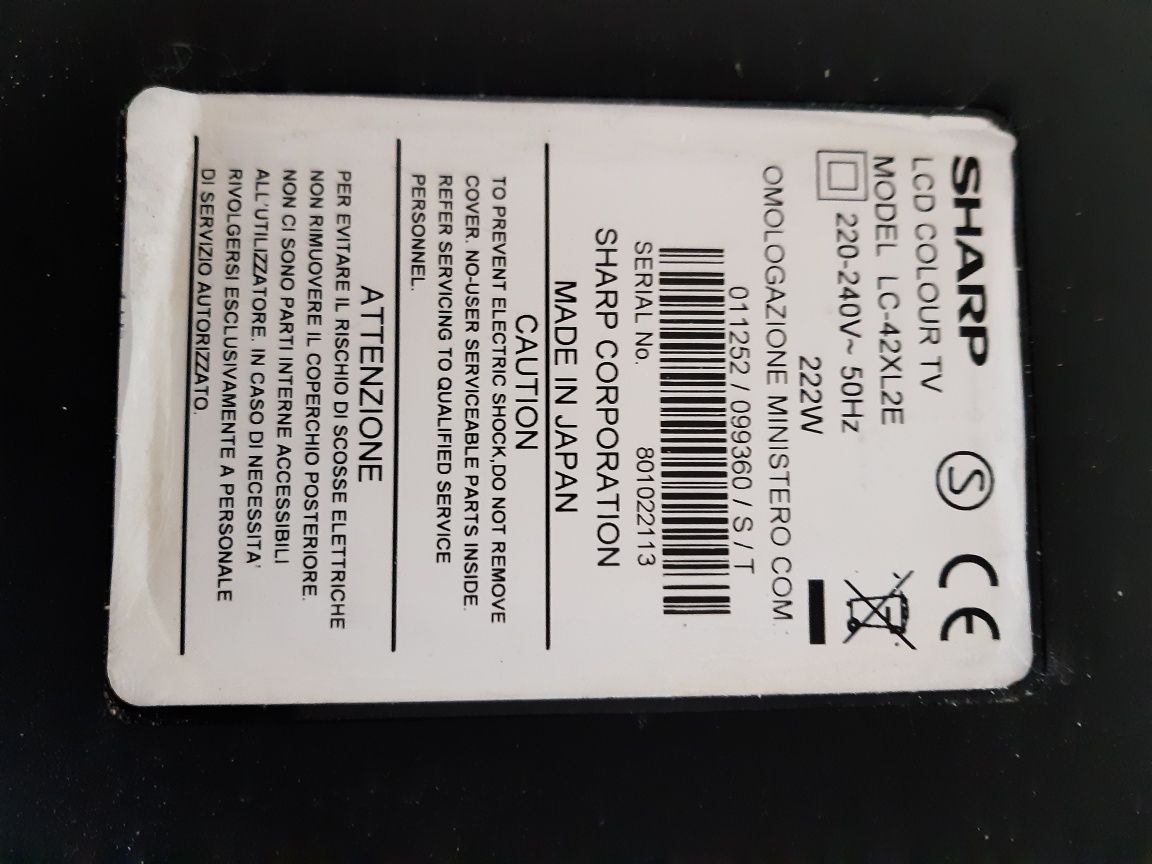 SHARP
LCD COLOUR TV
MODEL LC-42XL2E
220-240V~ 50Hz
222W
S
CE
OMOLOGAZIONE MINISTERO COM.
011252 / 099360 / S / T
SERIAL No. 801022113
SHARP CORPORATION
MADE IN JAPAN
CAUTION
TO PREVENT ELECTRIC SHOCK,DO NOT REMOVE
COVER. NO-USER SERVICEABLE PARTS INSIDE.
REFER SERVICING TO QUALIFIED SERVICE
PERSONNEL.
ATTENZIONE
PER EVITARE IL RISCHIO DI SCOSSE ELETTRICHE
NON RIMUOVERE IL COPERCHIO POSTERIORE.
NON CI SONO PARTI INTERNE ACCESSIBILI
ALL'UTILIZZATORE. IN CASO DI NECESSITA'
RIVOLGERSI ESCLUSIVAMENTE A PERSONALE
DI SERVIZIO AUTORIZZATO.